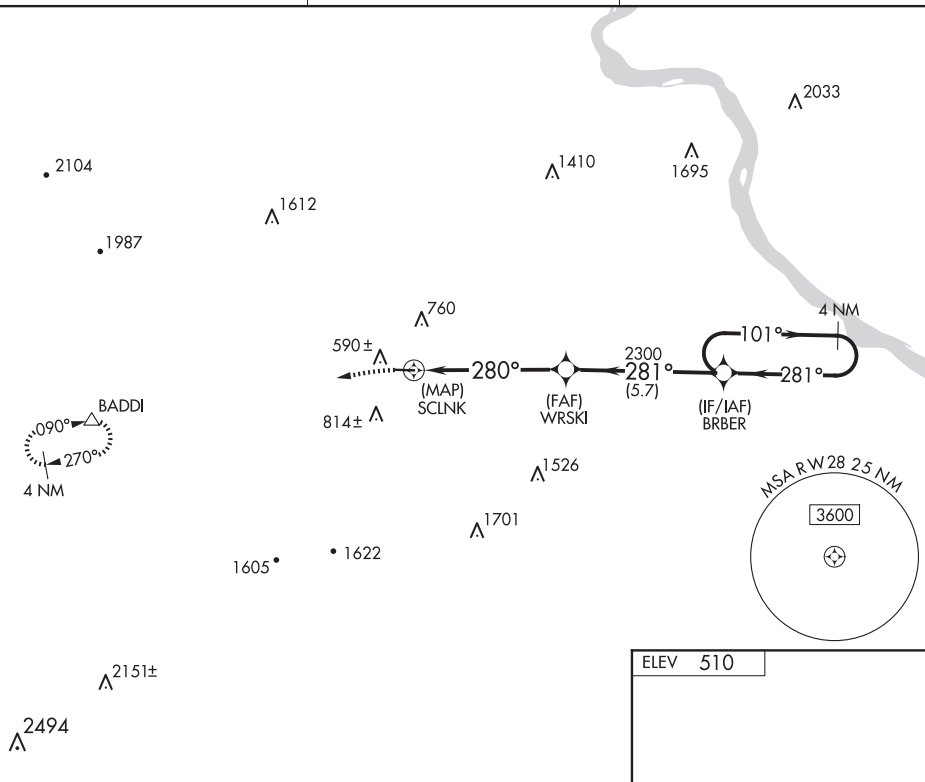 2033
2104
1410
1695
1612
1987
4 NM
760
101°
590±
2300
280°
281°
281°
(5.7)
(MAP)
SCLNK
(FAF)
WRSKI
(IF/IAF)
BRBER
BADDI
814±
090°
270°
4 NM
1526
MSA RW28 25 NM
3600
1701
1622
1605
ELEV 510
2151±
2494